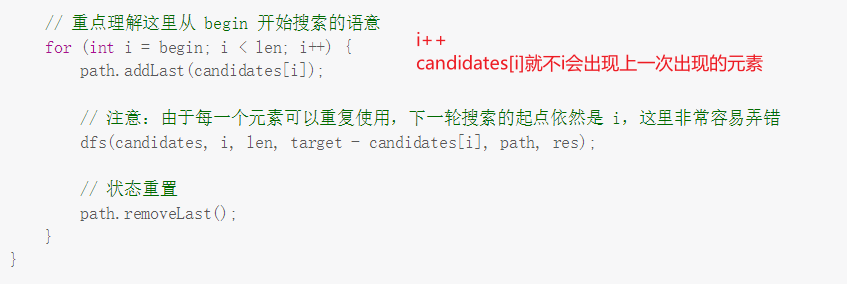 // 重点理解这里从 begin 开始搜索的语意
for (int i = begin; i < len; i++) {
i++
path.addLast(candidates[i]);
candidates[i]就不i会出现上一次出现的元素
// 注意：由于每一个元素可以重复使用，下一轮搜索的起点依然是 i，这里非常容易弄错
dfs(candidates, i, len, target - candidates[i], path, res);
// 状态重置
path.removeLast();
}
}